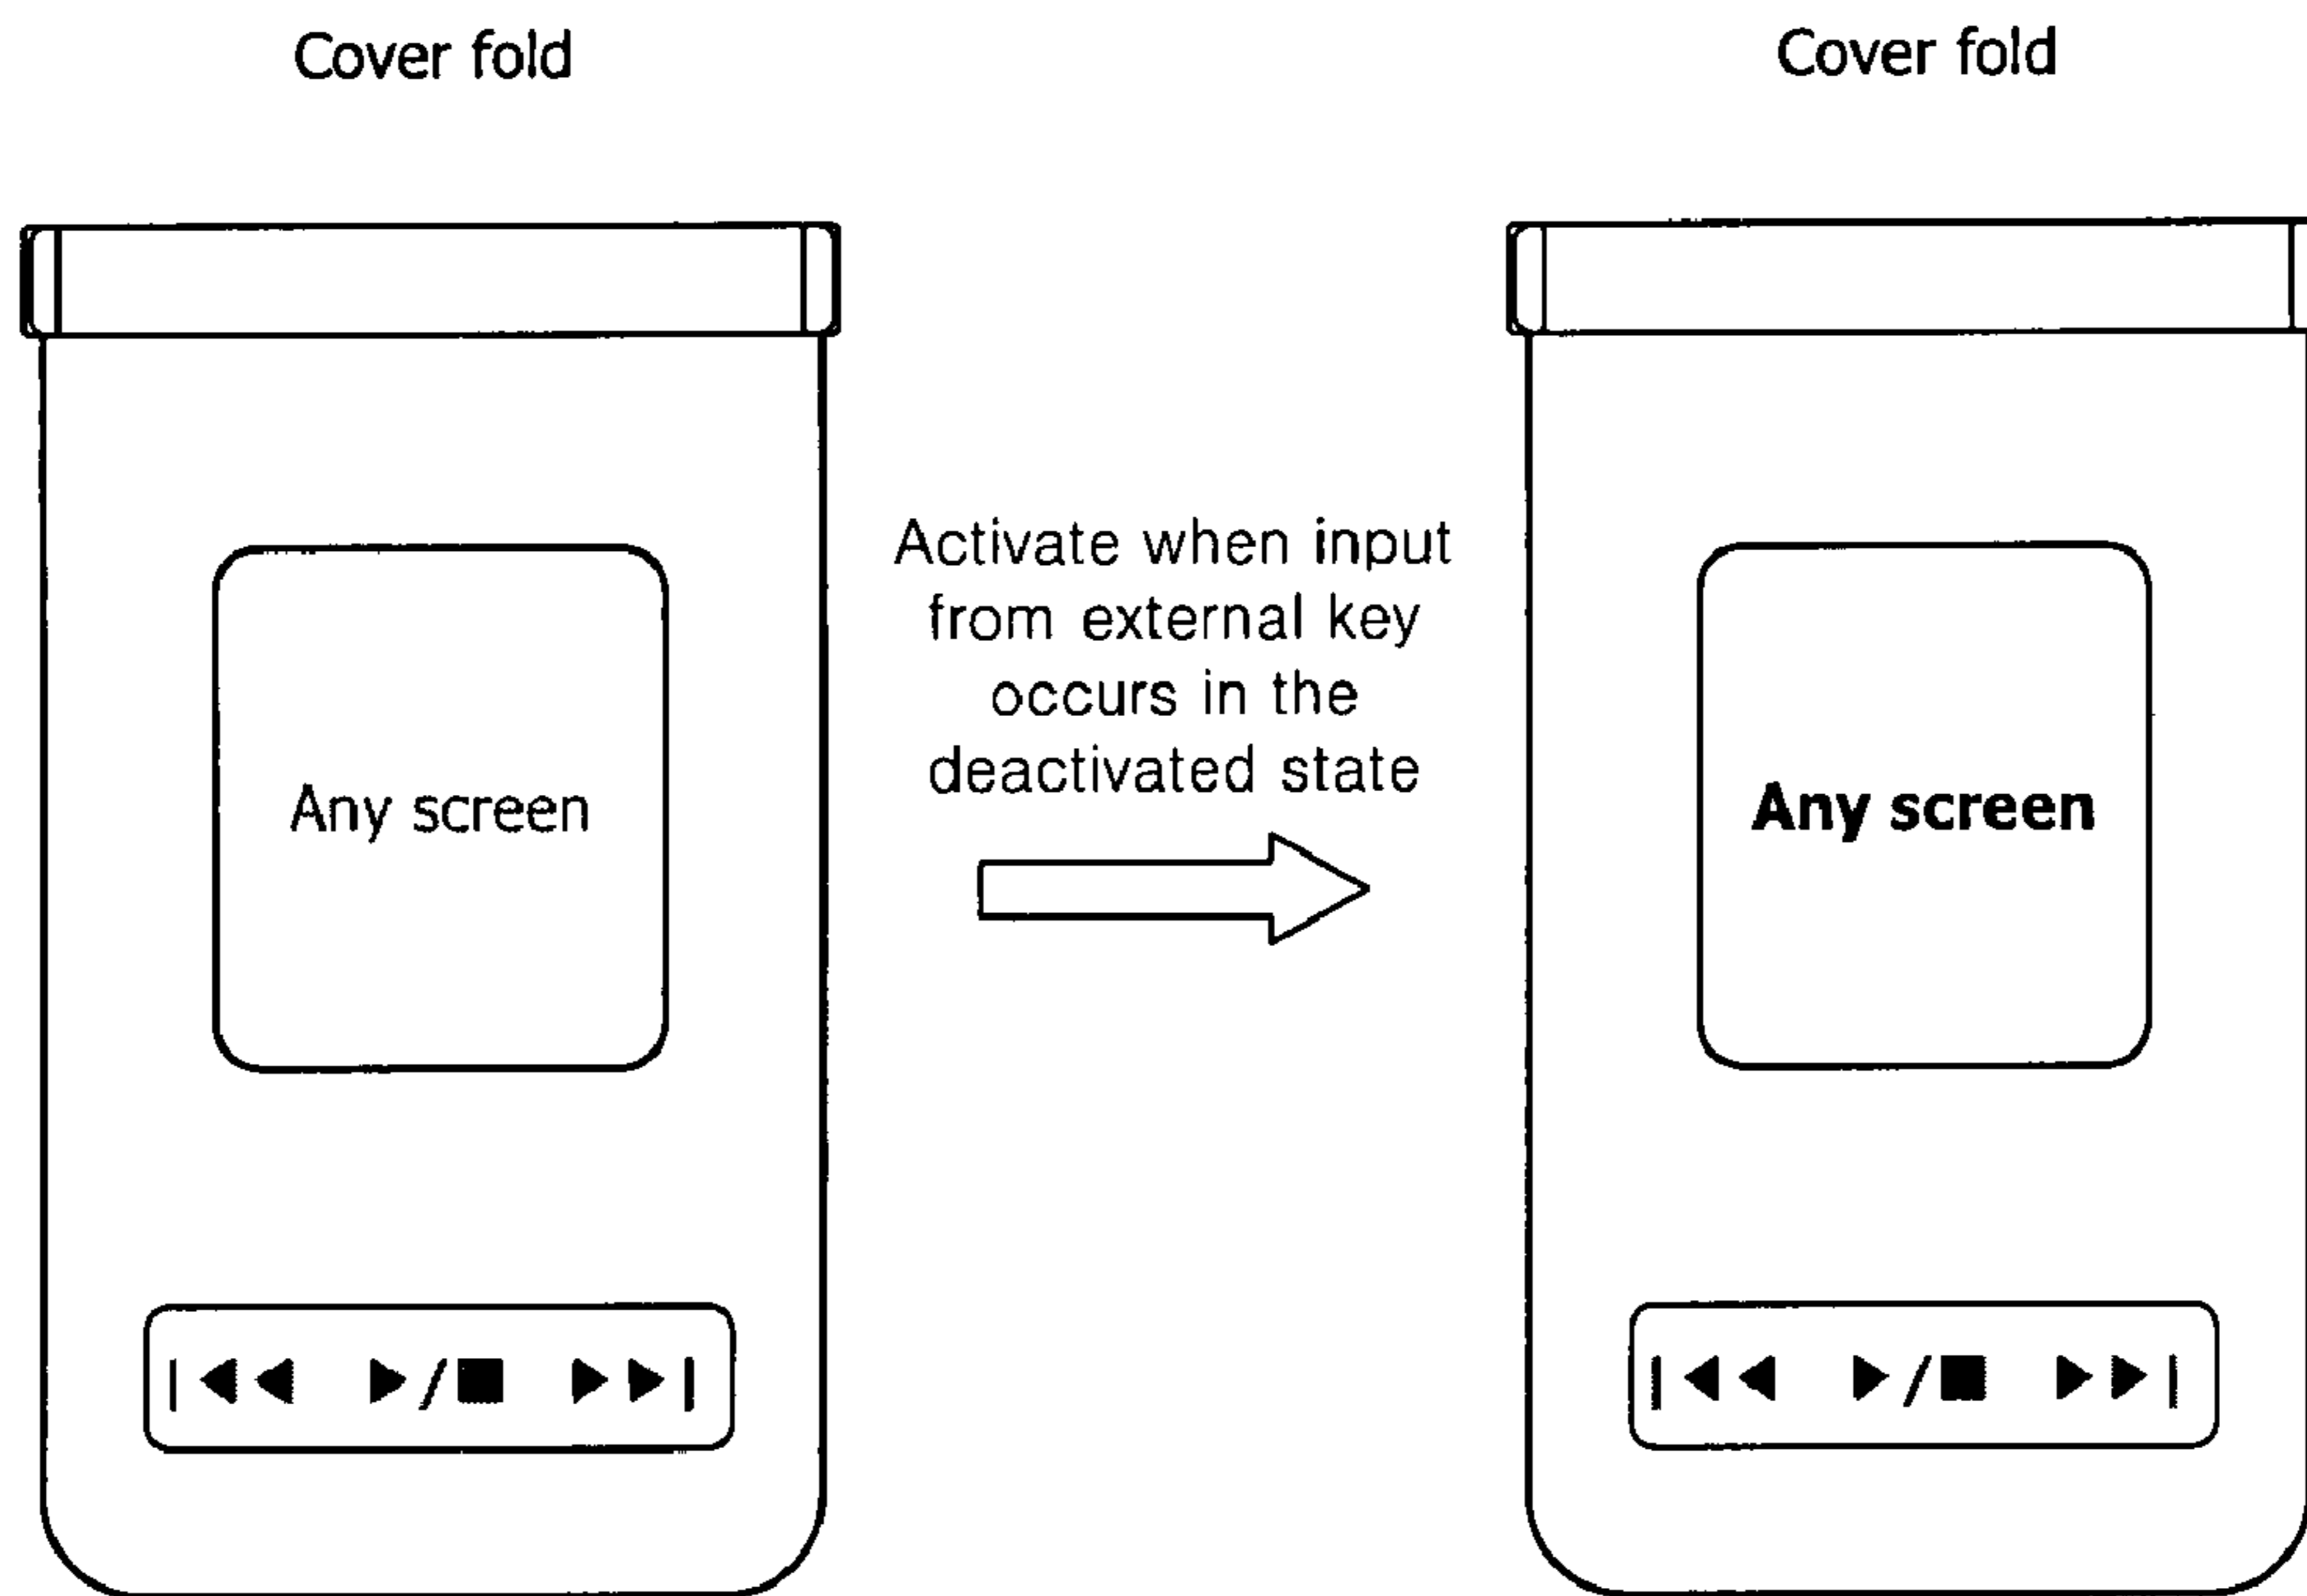 Cover fold
Cover fold
Activate when input
from external key
occurs in the
deactivated state
Any screen
Any screen